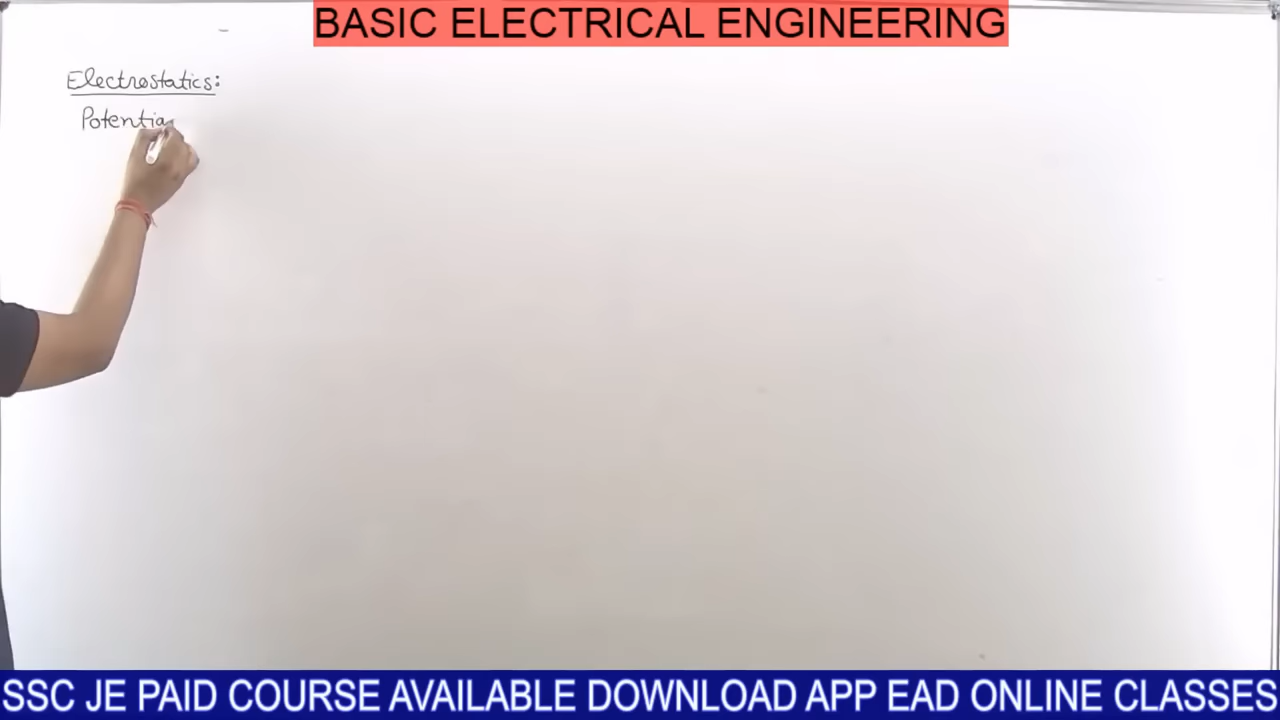 BASIC ELECTRICAL ENGINEERING
Electrostatics:
Potentia
SSC JE PAID COURSE AVAILABLE DOWNLOAD APP EAD ONLINE CLASSES